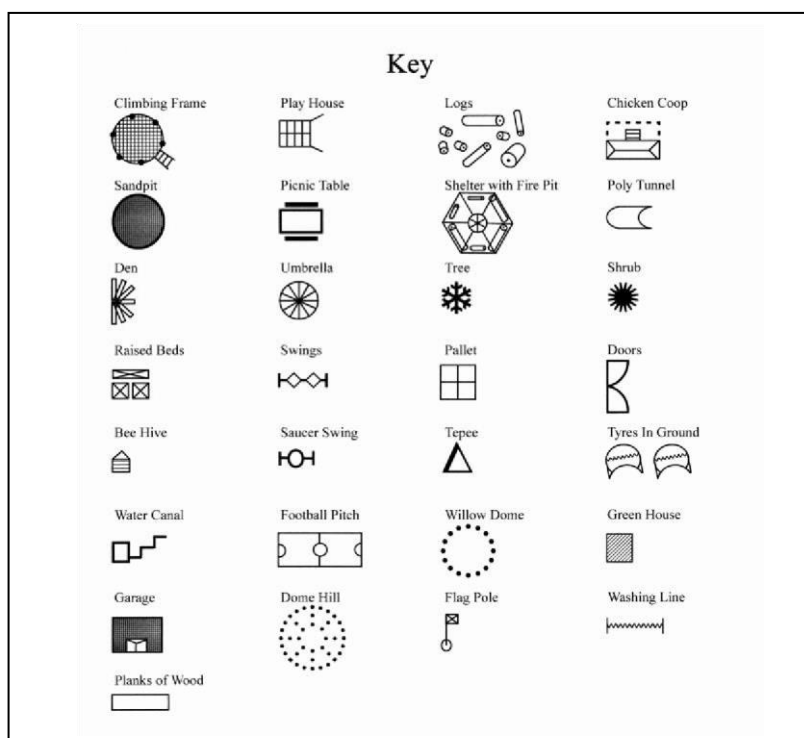 Key
Climbing Frame Play House Logs Chicken Coop
Sandpit Picnic Table Shelter with Fire Pit Poly Tunnel
Den Umbrella Tree Shrub
Raised Beds Swings Pallet Doors
Bee Hive Saucer Swing Tepee Tyres In Ground
Water Canal Football Pitch Willow Dome Green House
Garage Dome Hill Flag Pole Washing Line
Planks of Wood